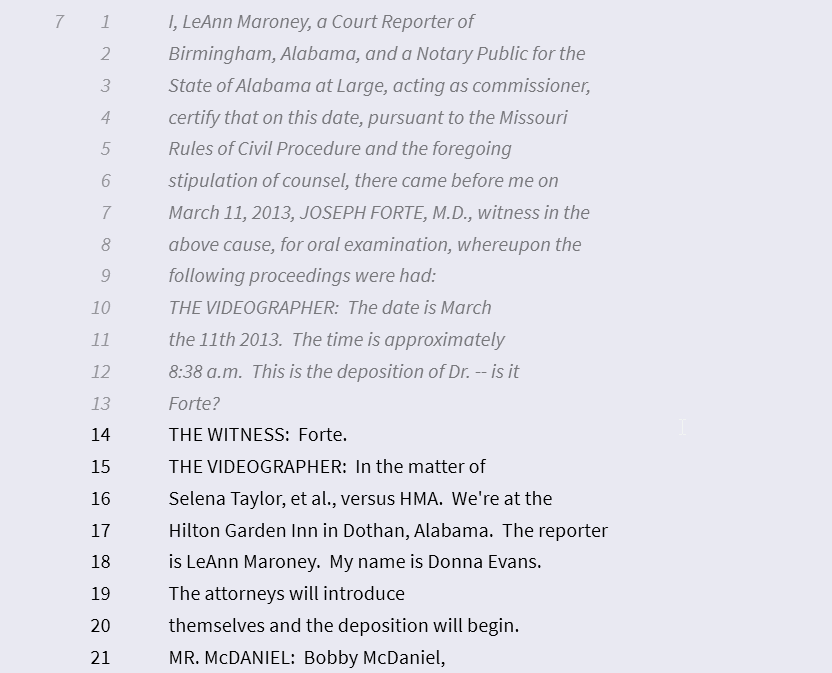 7 1 I, LeAnn Maroney, a Court Reporter of
2 Birmingham, Alabama, and a Notary Public for the
3 State of Alabama at Large, acting as commissioner,
4 certify that on this date, pursuant to the Missouri
5 Rules of Civil Procedure and the foregoing
6 stipulation of counsel, there came before me on
7 March 11, 2013, JOSEPH FORTE, M.D., witness in the
8 above cause, for oral examination, whereupon the
9 following proceedings were had:
10 THE VIDEOGRAPHER:  The date is March
11 the 11th 2013.  The time is approximately
12 8:38 a.m.  This is the deposition of Dr. -- is it
13 Forte?
14 THE WITNESS:  Forte.
15 THE VIDEOGRAPHER:  In the matter of
16 Selena Taylor, et al., versus HMA.  We're at the
17 Hilton Garden Inn in Dothan, Alabama.  The reporter
18 is LeAnn Maroney.  My name is Donna Evans.
19 The attorneys will introduce
20 themselves and the deposition will begin.
21 MR. McDANIEL:  Bobby McDaniel,